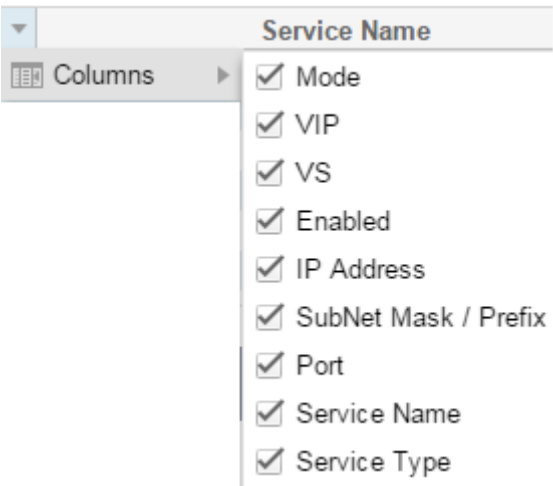 Service Name
Columns
Mode
VIP
VS
Enabled
IP Address
SubNet Mask / Prefix
Port
Service Name
Service Type